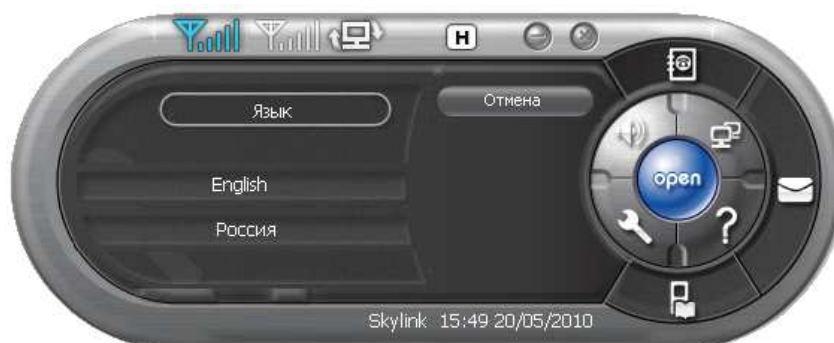 H
Язык
Отмена
English
Россия
open
?
Skylink 15:49 20/05/2010